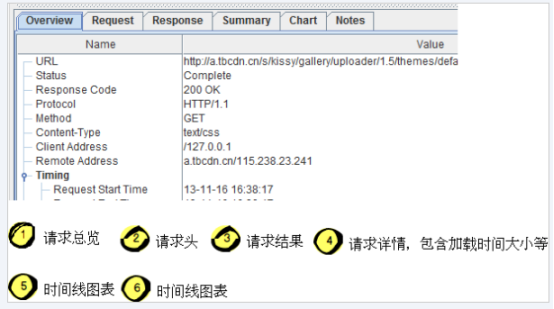 Overview Request Response Summary Chart Notes
Name Value
URL http://a.tbcdn.cn/s/kissy/gallery/uploader/1.5/themes/defa
Status Complete
Response Code 200 OK
Protocol HTTP/1.1
Method GET
Content-Type text/css
Client Address /127.0.0.1
Remote Address a.tbcdn.cn/115.238.23.241
Timing
Request Start Time 13-11-16 16:38:17
1 请求总览 2 请求头 3 请求结果 4 请求详情，包含加载时间大小等
5 时间线图表 6 时间线图表